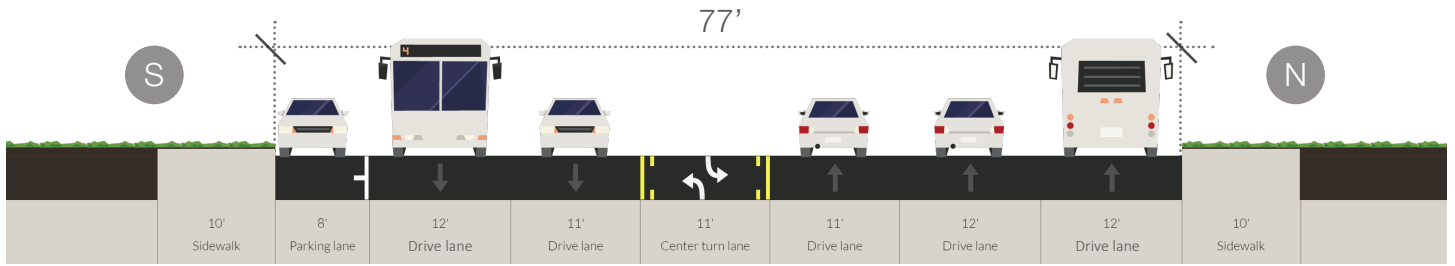 77'
S
N
4
10'
Sidewalk
8'
Parking lane
12'
Drive lane
11'
Drive lane
11'
Center turn lane
11'
Drive lane
12'
Drive lane
12'
Drive lane
10'
Sidewalk